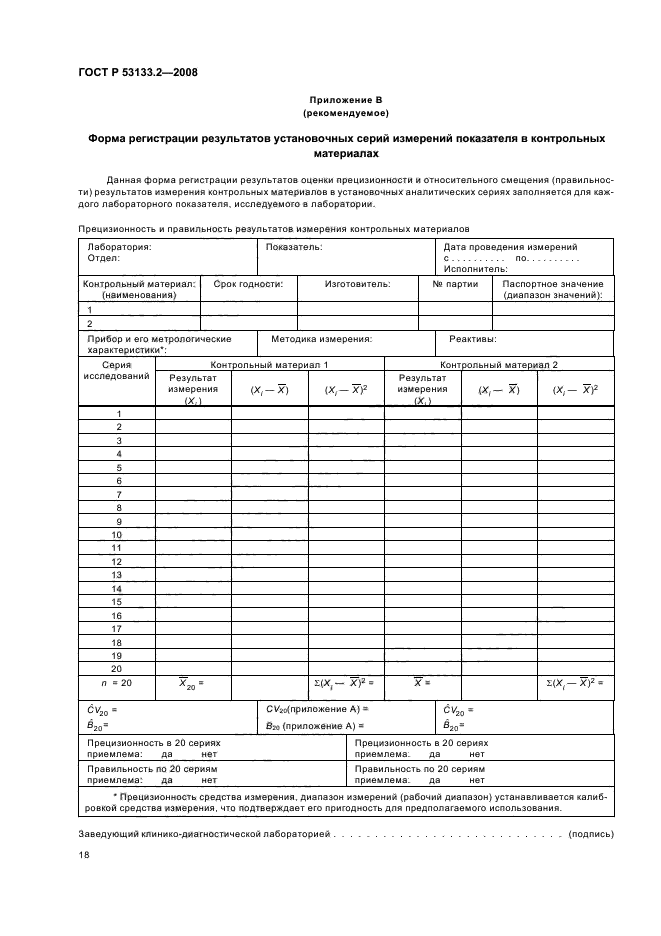 ГОСТ Р 53133.2—2008
Приложение В
(рекомендуемое)
Форма регистрации результатов установочных серий измерений показателя в контрольных
материалах
Данная форма регистрации результатов оценки прецизионности и относительного смещения (правильнос-
ти) результатов измерения контрольных материалов в установочных аналитических сериях заполняется для каж-
дого лабораторного показателя, исследуемого в лаборатории.
Прецизионность и правильность результатов измерения контрольных материалов
Лаборатория: Показатель: Дата проведения измерений
Отдел: с . . . . . . . . . . по. . . . . . . . . .
Исполнитель:
Контрольный материал: Срок годности: Изготовитель: № партии Паспортное значение
(наименования) (диапазон значений):
1
2
Прибор и его метрологические Методика измерения: Реактивы:
характеристики*:
Серия Контрольный материал 1 Контрольный материал 2
исследований
Результат (Xi — X̅) (Xi — X̅)² Результат (Xi — X̅) (Xi — X̅)²
измерения измерения
(Xi) (Xi)
1
2
3
4
5
6
7
8
9
10
11
12
13
14
15
16
17
18
19
20
n = 20 X̅20 = Σ(Xi — X̅)² = X̅ = Σ(Xi — X̅)² =
ĈV20 = CV20(приложение А) = ĈV20 =
B̂20= B20 (приложение А) = B̂20=
Прецизионность в 20 сериях Прецизионность в 20 сериях
приемлема: да нет приемлема: да нет
Правильность по 20 сериям Правильность по 20 сериям
приемлема: да нет приемлема: да нет
* Прецизионность средства измерения, диапазон измерений (рабочий диапазон) устанавливается калиб-
ровкой средства измерения, что подтверждает его пригодность для предполагаемого использования.
Заведующий клинико-диагностической лабораторией . . . . . . . . . . . . . . . . . . . . . . . . . . . (подпись)
18